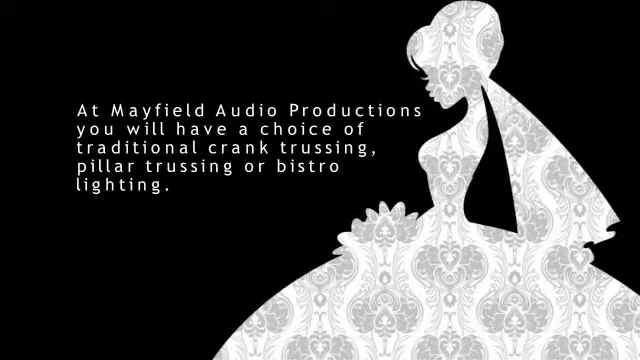 At Mayfield Audio Productions
you will have a choice of
traditional crank trussing,
pillar trussing or bistro
lighting.